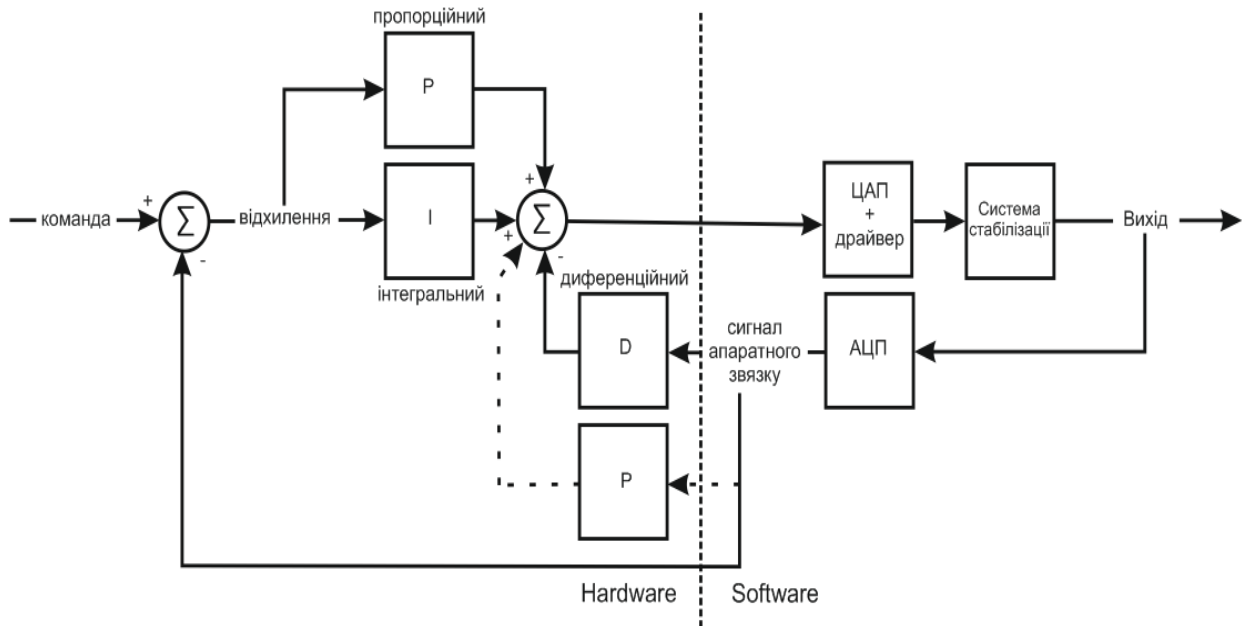 пропорційний
P
+
+
команда
Σ
відхилення
-
I
+
Σ
-
інтегральний
ЦАП
+
драйвер
Система
стабілізації
Вихід
диференційний
D
сигнал
апаратного
звязку
АЦП
P
Hardware
Software